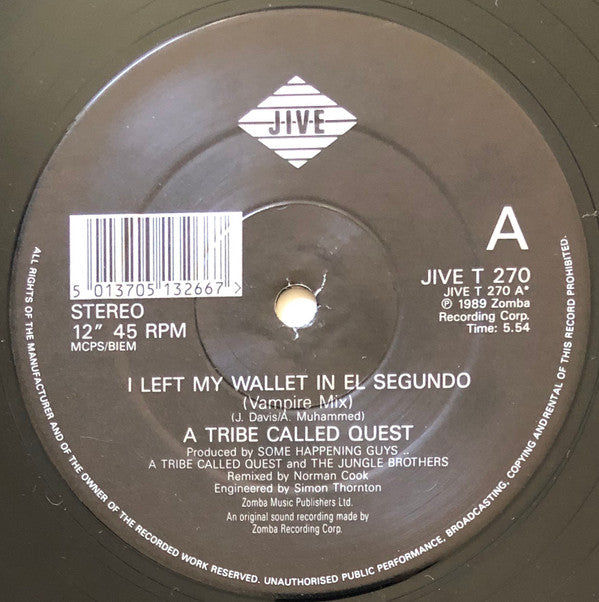 J·I·V·E
A
5 013705 132667 >
STEREO
12" 45 RPM
MCPS/BIEM
JIVE T 270
JIVE T 270 A*
℗ 1989 Zomba
Recording Corp.
Time: 5.54
I LEFT MY WALLET IN EL SEGUNDO
(Vampire Mix)
(J. Davis/A. Muhammed)
A TRIBE CALLED QUEST
Produced by SOME HAPPENING GUYS ..
A TRIBE CALLED QUEST and THE JUNGLE BROTHERS
Remixed by Norman Cook
Engineered by Simon Thornton
Zomba Music Publishers Ltd.
An original sound recording made by
Zomba Recording Corp.
ALL RIGHTS OF THE MANUFACTURER AND OF THE OWNER OF THE RECORDED WORK RESERVED. UNAUTHORISED PUBLIC PERFORMANCE, BROADCASTING, COPYING ANDRENTAL OF THIS RECORD PROHIBITED.